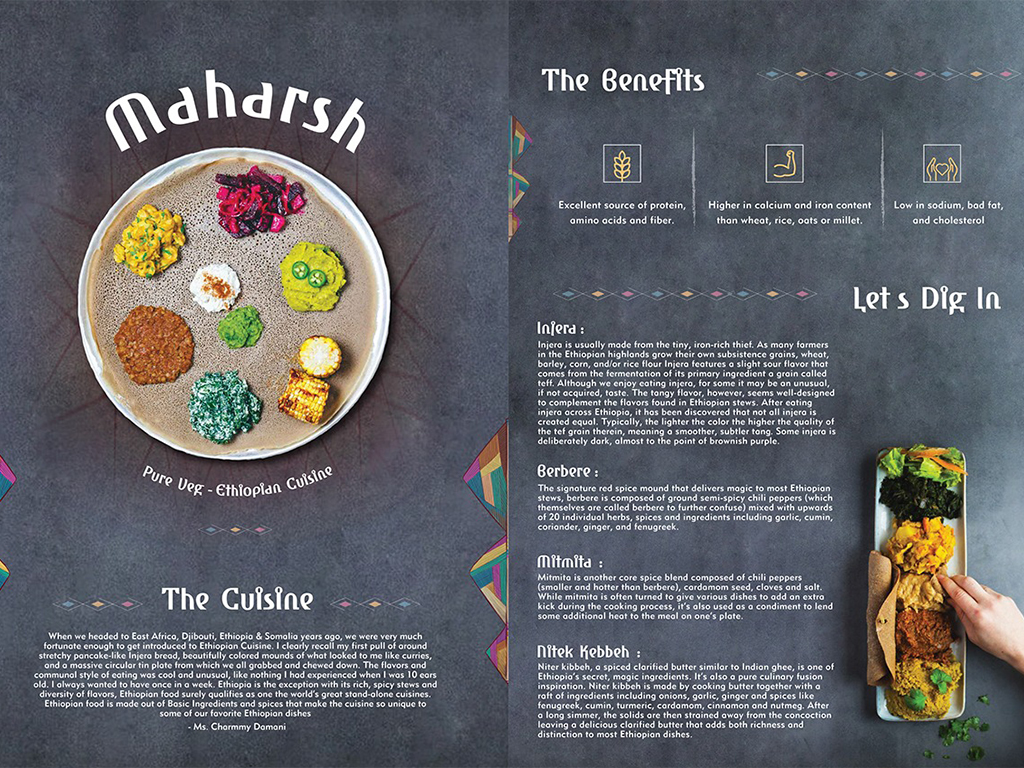 Maharsh
Pure Veg - Ethiopian Cuisine
The Cuisine
When we headed to East Africa, Djibouti, Ethiopia & Somalia years ago, we were very much
fortunate enough to get introduced to Ethiopian Cuisine. I clearly recall my first pull of around
stretchy pancake-like Injera bread, beautifully colored mounds of what looked to me like curries,
and a massive circular tin plate from which we all grabbed and chewed down. The flavors and
communal style of eating was cool and unusual, like nothing I had experienced when I was 10 ears
old. I always wanted to have once in a week. Ethiopia is the exception with its rich, spicy stews and
diversity of flavors, Ethiopian food surely qualifies as one the world's great stand-alone cuisines.
Ethiopian food is made out of Basic Ingredients and spices that make the cuisine so unique to
some of our favorite Ethiopian dishes
- Ms. Charmmy Damani
The Benefits
Excellent source of protein,
amino acids and fiber.
Higher in calcium and iron content
than wheat, rice, oats or millet.
Low in sodium, bad fat,
and cholesterol
Let s Dig In
Injera :
Injera is usually made from the tiny, iron-rich thief. As many farmers
in the Ethiopian highlands grow their own subsistence grains, wheat,
barley, corn, and/or rice flour Injera features a slight sour flavor that
comes from the fermentation of its primary ingredient a grain called
teff. Although we enjoy eating injera, for some it may be an unusual,
if not acquired, taste. The tangy flavor, however, seems well-designed
to complement the flavors found in Ethiopian stews. After eating
injera across Ethiopia, it has been discovered that not all injera is
created equal. Typically, the lighter the color the higher the quality of
the tef grain therein, meaning a smoother, subtler tang. Some injera is
deliberately dark, almost to the point of brownish purple.
Berbere :
The signature red spice mound that delivers magic to most Ethiopian
stews, berbere is composed of ground semi-spicy chili peppers (which
themselves are called berbere to further confuse) mixed with upwards
of 20 individual herbs, spices and ingredients including garlic, cumin,
coriander, ginger, and fenugreek.
Mitmita :
Mitmita is another core spice blend composed of chili peppers
(smaller and hotter than berbere), cardamom seed, cloves and salt.
While mitmita is often turned to give various dishes to add an extra
kick during the cooking process, it's also used as a condiment to lend
some additional heat to the meal on one's plate.
Nitek Kebbeh :
Niter kibbeh, a spiced clarified butter similar to Indian ghee, is one of
Ethiopia's secret, magic ingredients. It's also a pure culinary fusion
inspiration. Niter kibbeh is made by cooking butter together with a
raft of ingredients including onions, garlic, ginger and spices like
fenugreek, cumin, turmeric, cardamom, cinnamon and nutmeg. After
a long simmer, the solids are then strained away from the concoction
leaving a delicious clarified butter that adds both richness and
distinction to most Ethiopian dishes.